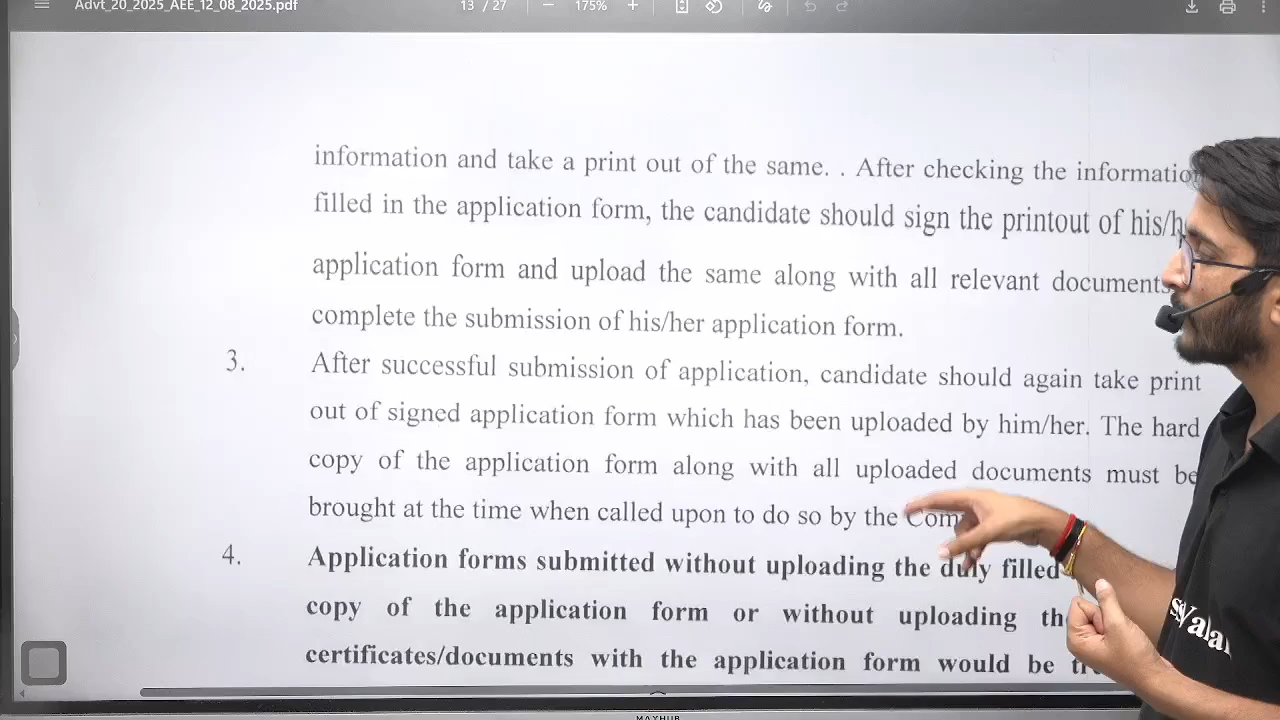 Advt_20_2025_AEE_12_08_2025.pdf
13 / 27
175%
information and take a print out of the same. . After checking the
filled in the application form, the candidate should sign the printout of
application form and upload the same along with all relevant documents
complete the submission of his/her application form.
3. After successful submission of application, candidate should again take print
out of signed application form which has been uploaded by him/her. The hard
copy of the application form along with all uploaded documents must be
brought at the time when called upon to do so by the
4. Application forms submitted without uploading the duly filled
copy of the application form or without uploading
certificates/documents with the application form would be
MAXHUB